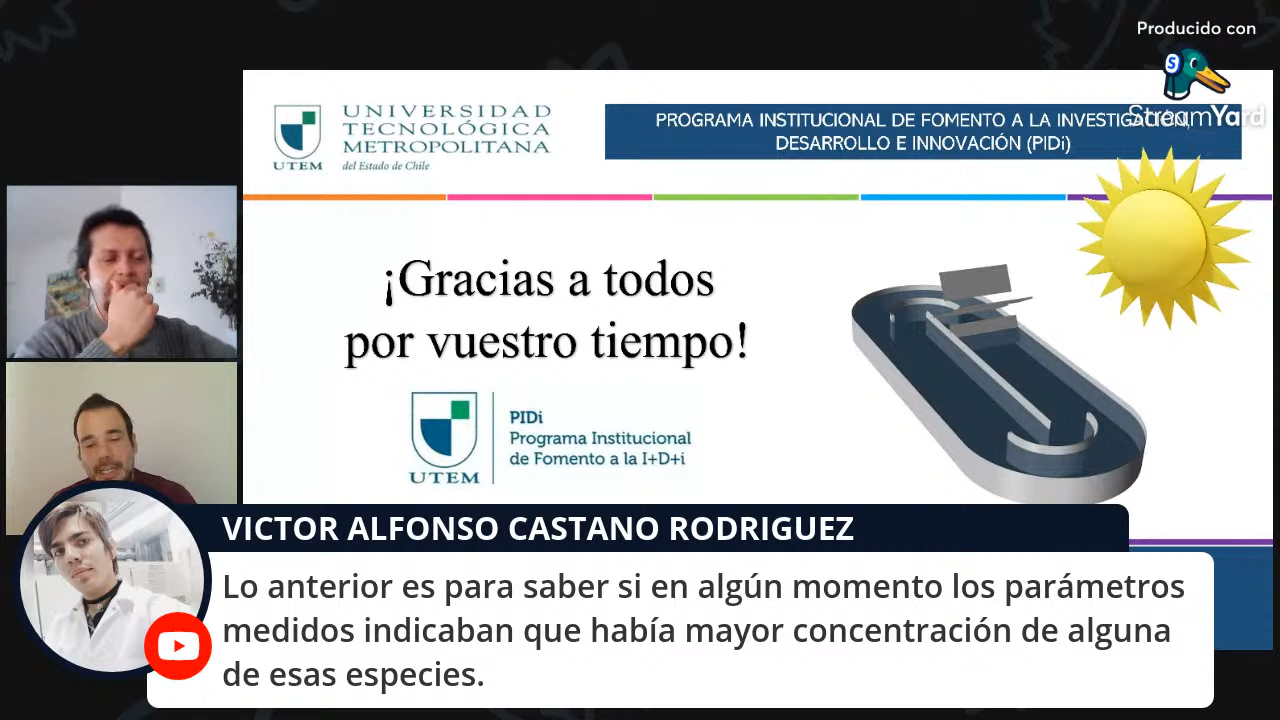 Producido con
StreamYard
UNIVERSIDAD
TECNOLÓGICA
METROPOLITANA
del Estado de Chile
UTEM
PROGRAMA INSTITUCIONAL DE FOMENTO A LA INVESTIGACIÓN,
DESARROLLO E INNOVACIÓN (PIDi)
¡Gracias a todos
por vuestro tiempo!
UTEM
PIDi
Programa Institucional
de Fomento a la I+D+i
VICTOR ALFONSO CASTANO RODRIGUEZ
Lo anterior es para saber si en algún momento los parámetros
medidos indicaban que había mayor concentración de alguna
de esas especies.